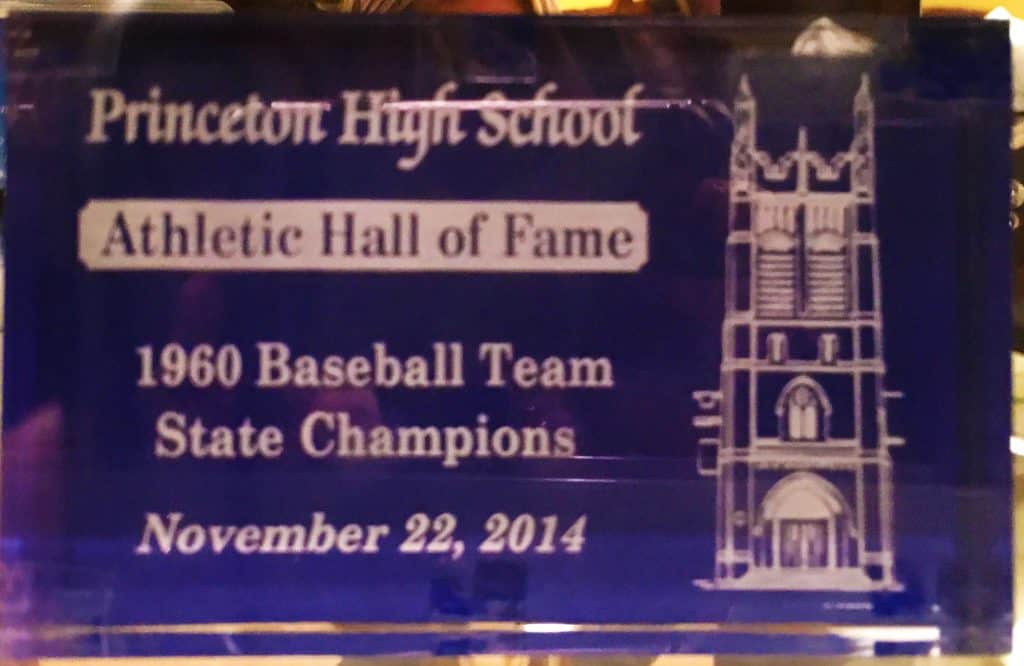 Princeton High School
Athletic Hall of Fame
1960 Baseball Team
State Champions
November 22, 2014